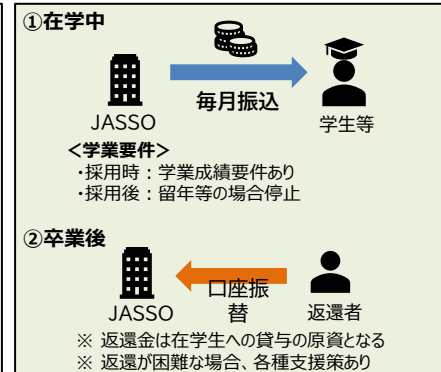 ①在学中
毎月振込
JASSO
学生等
＜学業要件＞
・採用時：学業成績要件あり
・採用後：留年等の場合停止
②卒業後
口座振
替
JASSO
返還者
※ 返還金は在学生への貸与の原資となる
※ 返還が困難な場合、各種支援策あり